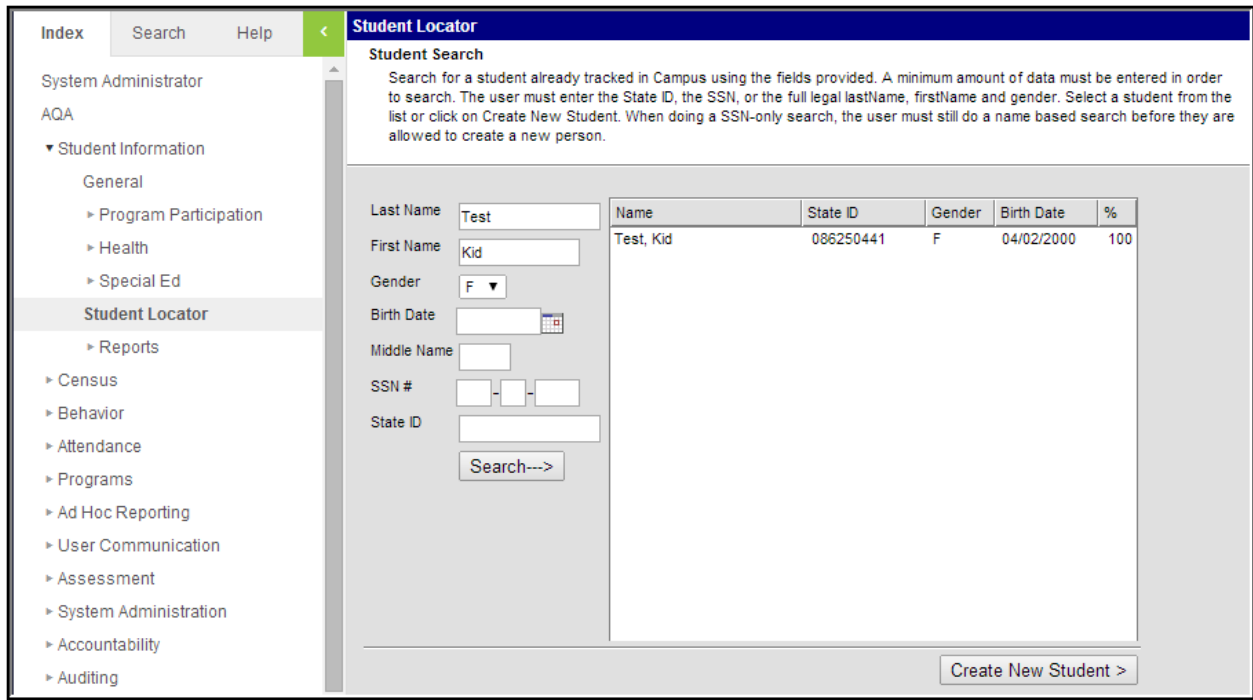 Index Search Help <
System Administrator
AQA
▾ Student Information
General
▸ Program Participation
▸ Health
▸ Special Ed
Student Locator
▸ Reports
▸ Census
▸ Behavior
▸ Attendance
▸ Programs
▸ Ad Hoc Reporting
▸ User Communication
▸ Assessment
▸ System Administration
▸ Accountability
▸ Auditing
Student Locator
Student Search
Search for a student already tracked in Campus using the fields provided. A minimum amount of data must be entered in order
to search. The user must enter the State ID, the SSN, or the full legal lastName, firstName and gender. Select a student from the
list or click on Create New Student. When doing a SSN-only search, the user must still do a name based search before they are
allowed to create a new person.
Last Name Test
First Name Kid
Gender F ▼
Birth Date
Middle Name
SSN # - -
State ID
Search--->
Name State ID Gender Birth Date %
Test, Kid 086250441 F 04/02/2000 100
Create New Student >